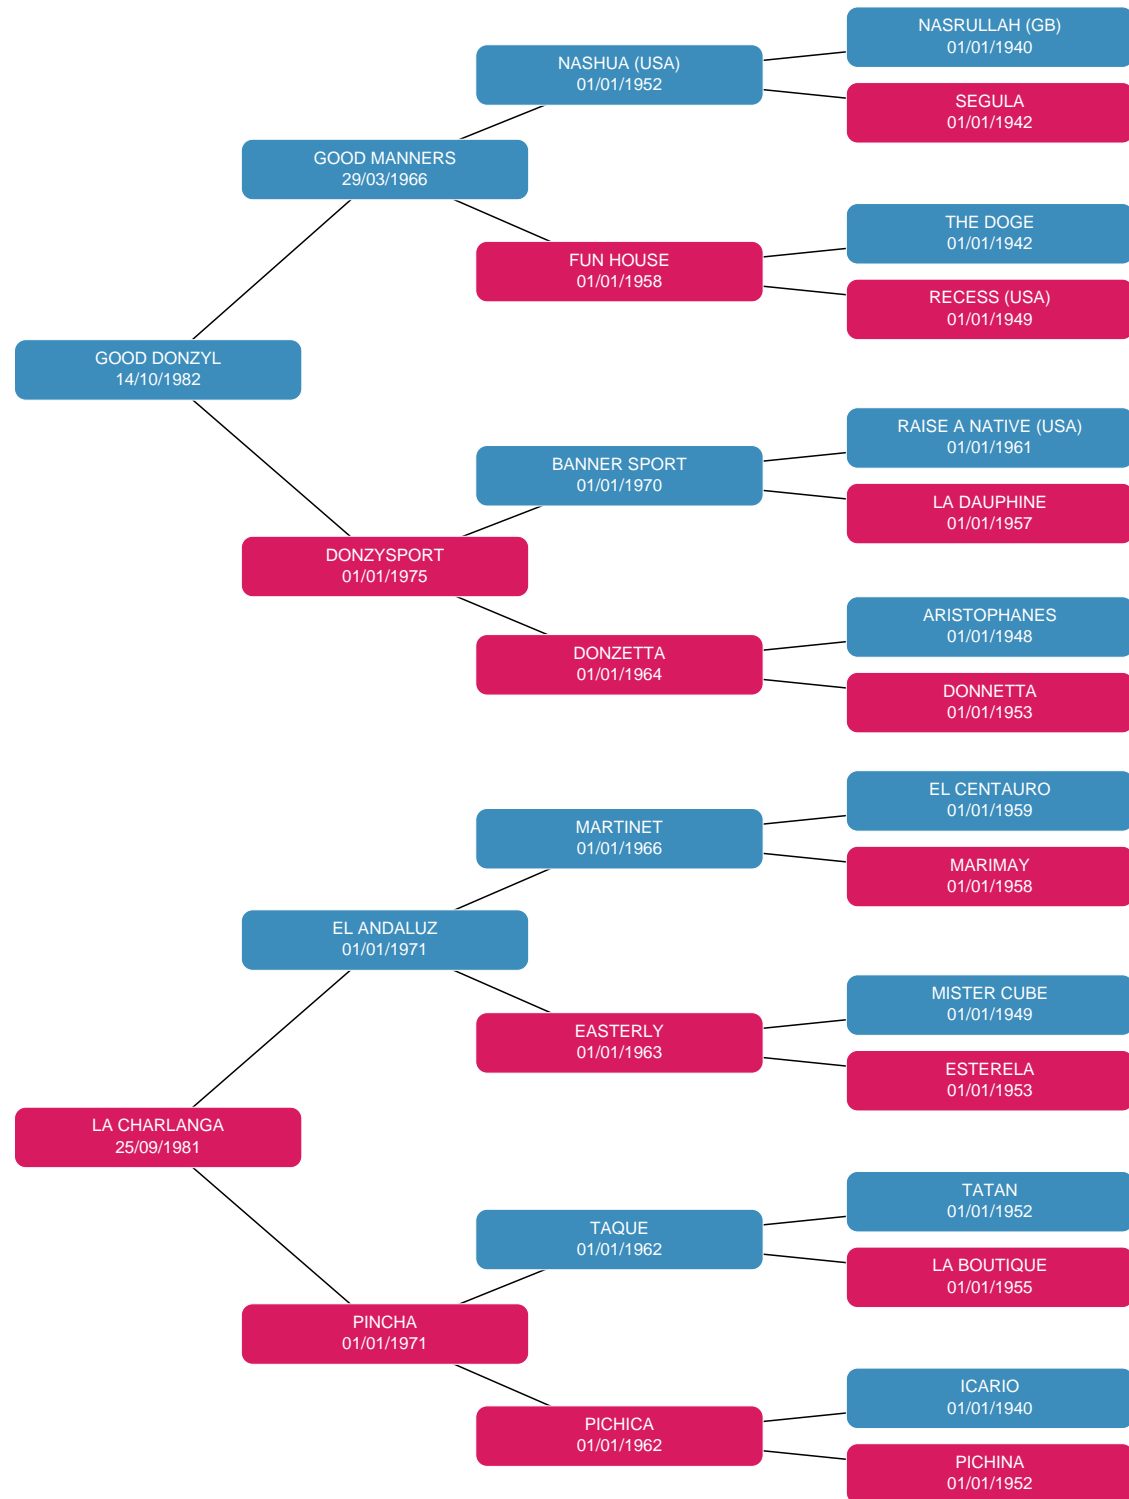 NASRULLAH (GB)
01/01/1940
NASHUA (USA)
01/01/1952
SEGULA
01/01/1942
GOOD MANNERS
29/03/1966
THE DOGE
01/01/1942
FUN HOUSE
01/01/1958
RECESS (USA)
01/01/1949
GOOD DONZYL
14/10/1982
RAISE A NATIVE (USA)
01/01/1961
BANNER SPORT
01/01/1970
LA DAUPHINE
01/01/1957
DONZYSPORT
01/01/1975
ARISTOPHANES
01/01/1948
DONZETTA
01/01/1964
DONNETTA
01/01/1953
EL CENTAURO
01/01/1959
MARTINET
01/01/1966
MARIMAY
01/01/1958
EL ANDALUZ
01/01/1971
MISTER CUBE
01/01/1949
EASTERLY
01/01/1963
ESTERELA
01/01/1953
LA CHARLANGA
25/09/1981
TATAN
01/01/1952
TAQUE
01/01/1962
LA BOUTIQUE
01/01/1955
PINCHA
01/01/1971
ICARIO
01/01/1940
PICHICA
01/01/1962
PICHINA
01/01/1952